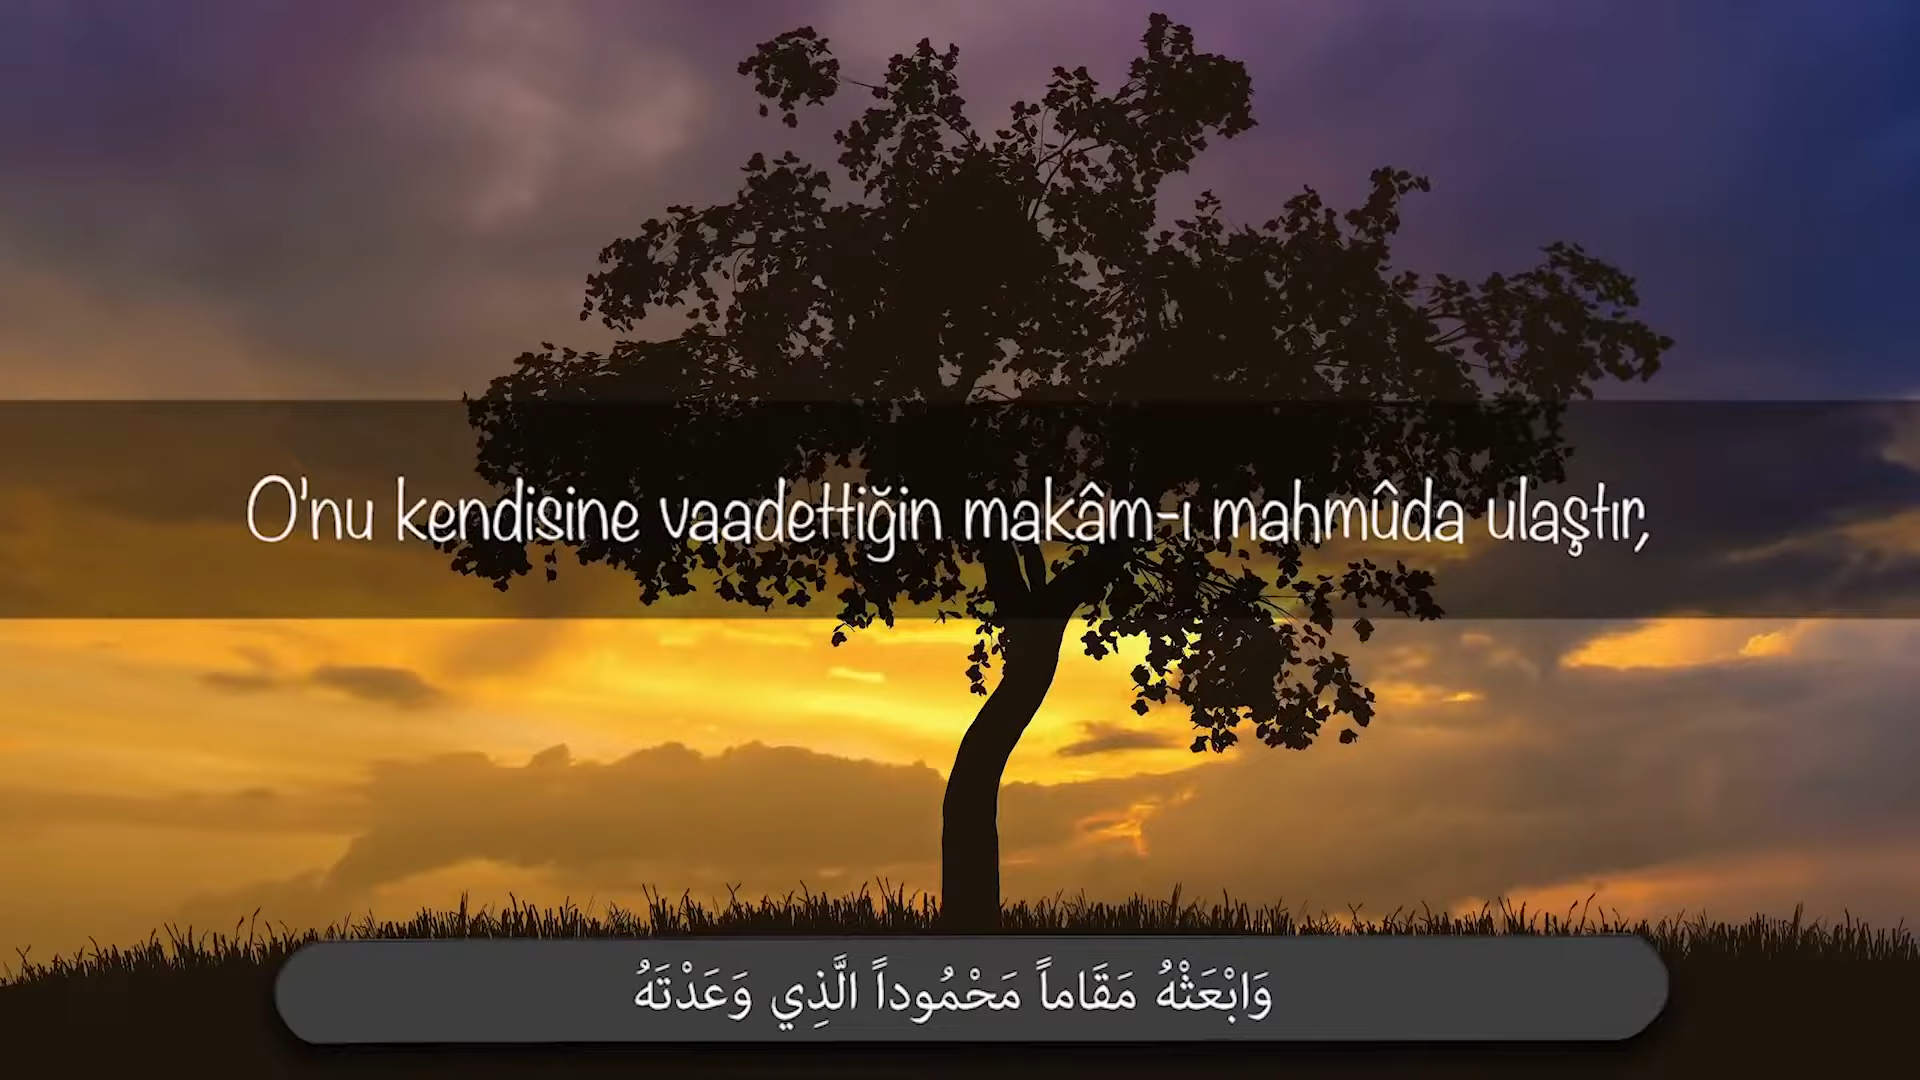 O'nu kendisine vaadettiğin makâm-ı mahmûda ulaştır,
وَابْعَثْهُ مَقَاماً مَحْمُوداً الَّذِي وَعَدْتَهُ